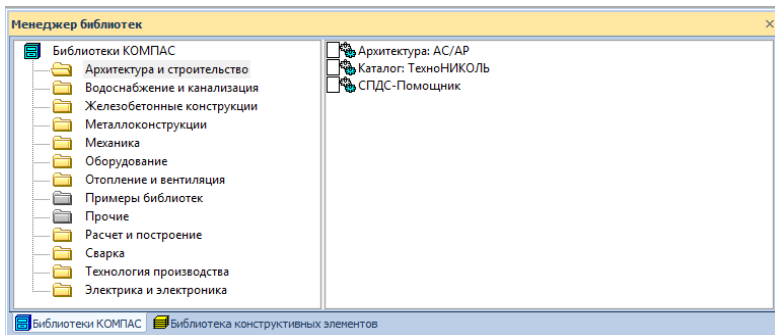 Менеджер библиотек
Библиотеки КОМПАС
Архитектура и строительство
Водоснабжение и канализация
Железобетонные конструкции
Металлоконструкции
Механика
Оборудование
Отопление и вентиляция
Примеры библиотек
Прочие
Расчет и построение
Сварка
Технология производства
Электрика и электроника
Архитектура: АС/АР
Каталог: ТехноНИКОЛЬ
СПДС-Помощник
Библиотеки КОМПАС
Библиотека конструктивных элементов